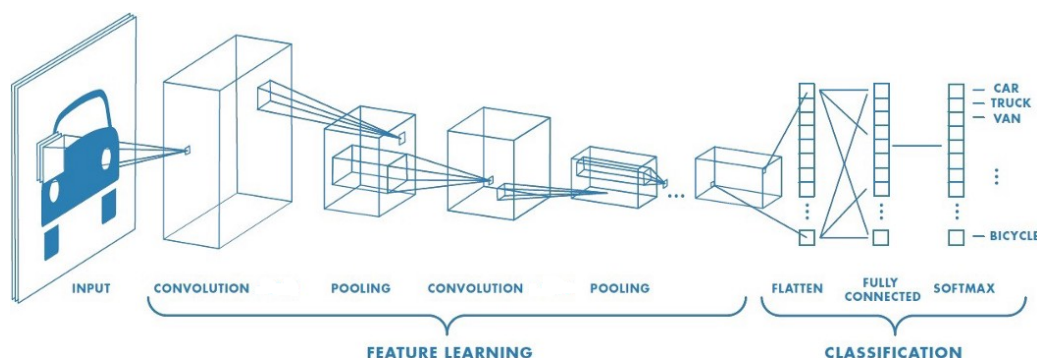 CAR
TRUCK
VAN
BICYCLE
INPUT
CONVOLUTION
POOLING
CONVOLUTION
POOLING
FLATTEN
FULLY
CONNECTED
SOFTMAX
FEATURE LEARNING
CLASSIFICATION